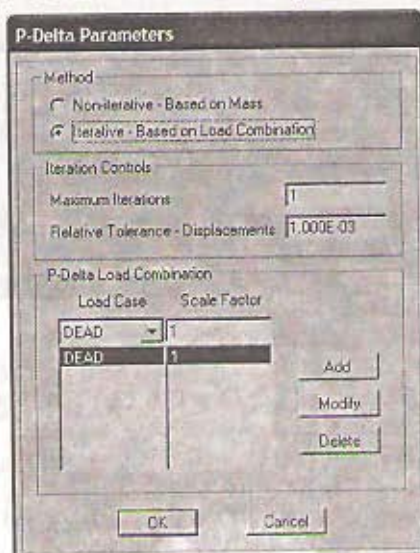 P-Delta Parameters
Method
Non-iterative - Based on Mass
Iterative - Based on Load Combination
Iteration Controls
Maximum Iterations 1
Relative Tolerance - Displacements 1.000E-03
P-Delta Load Combination
Load Case Scale Factor
DEAD 1
DEAD 1
Add
Modify
Delete
OK Cancel